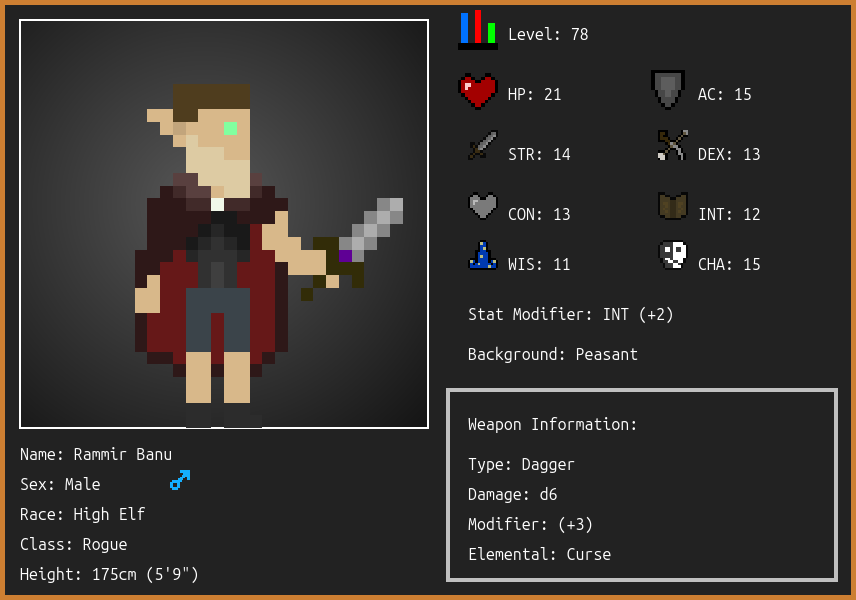 Level: 78
HP: 21
AC: 15
STR: 14
DEX: 13
CON: 13
INT: 12
WIS: 11
CHA: 15
Stat Modifier: INT (+2)
Background: Peasant
Weapon Information:
Type: Dagger
Damage: d6
Modifier: (+3)
Elemental: Curse
Name: Rammir Banu
Sex: Male
Race: High Elf
Class: Rogue
Height: 175cm (5'9")